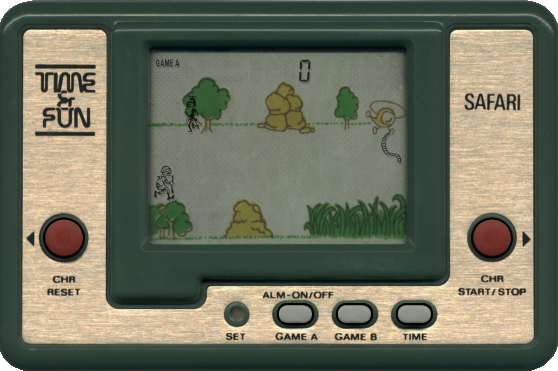 GAME A
0
TIME
&
FUN
SAFARI
CHR
RESET
CHR
START/STOP
ALM-ON/OFF
SET
GAME A
GAME B
TIME